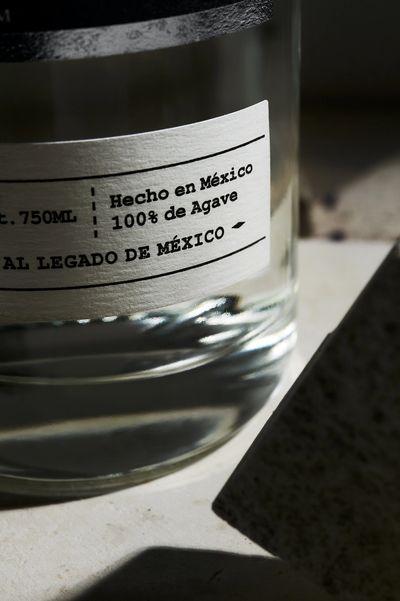 M
t.750ML
Hecho en México
100% de Agave
AL LEGADO DE MÉXICO